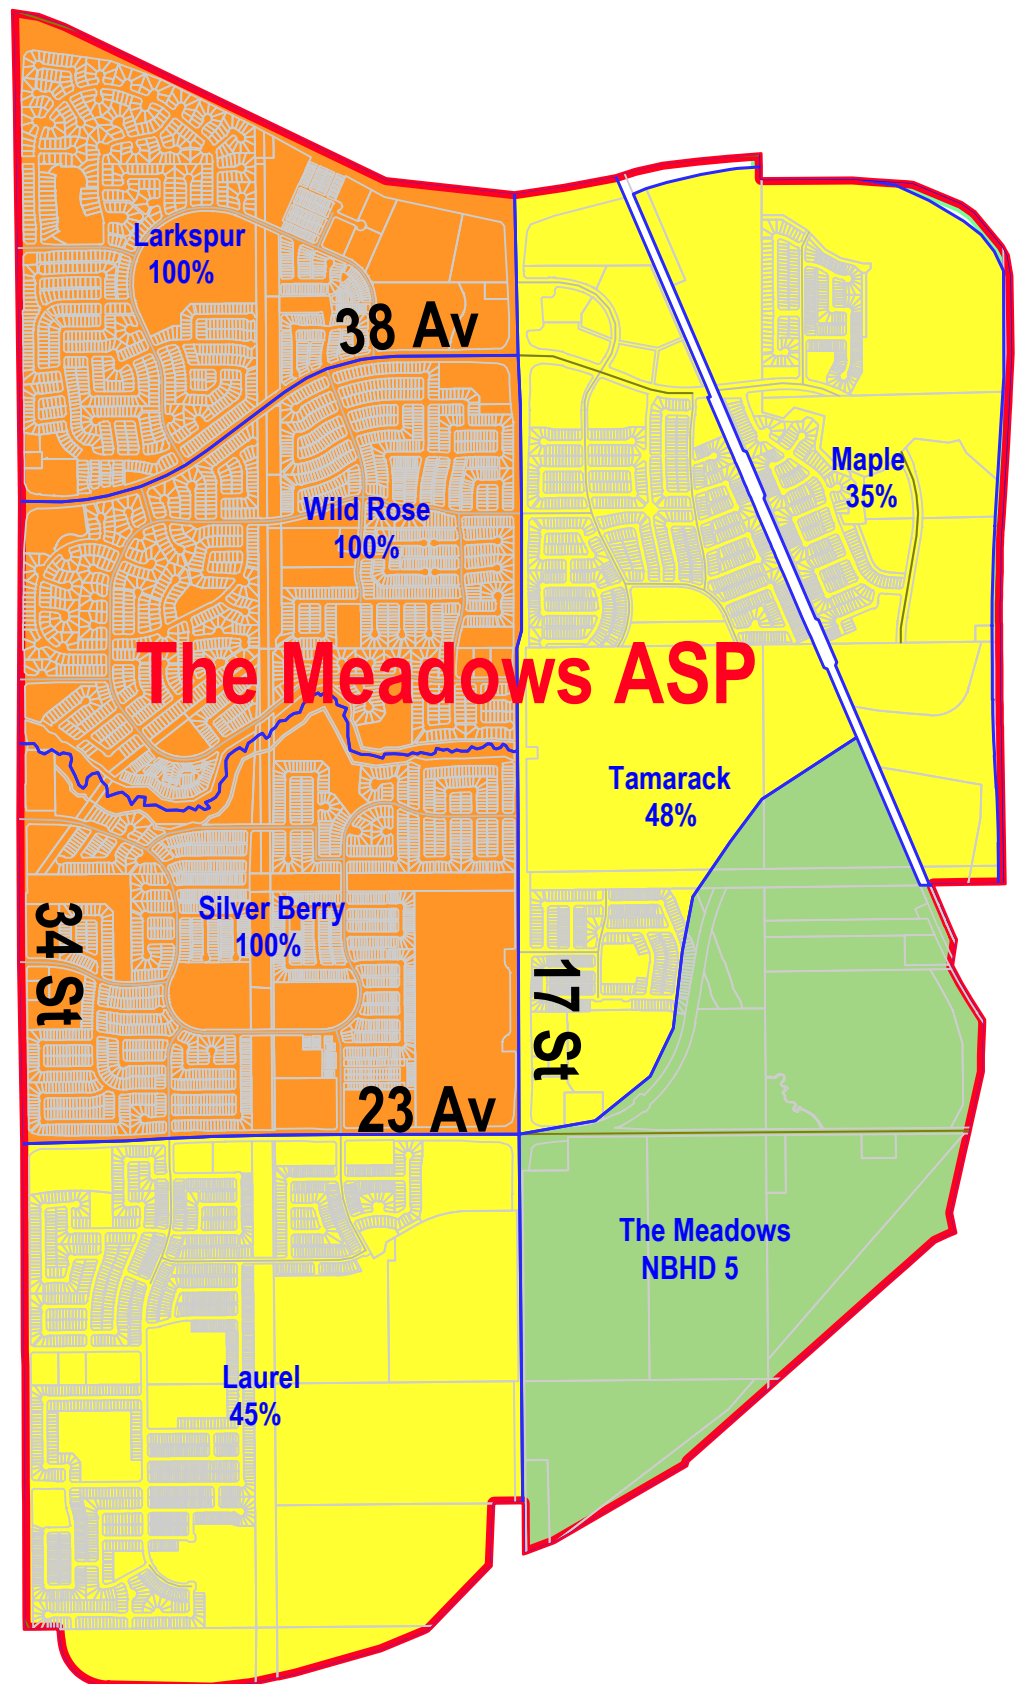 Larkspur
100%
38 Av
Maple
35%
Wild Rose
100%
The Meadows ASP
Tamarack
48%
Silver Berry
100%
34 St
17 St
23 Av
The Meadows
NBHD 5
Laurel
45%